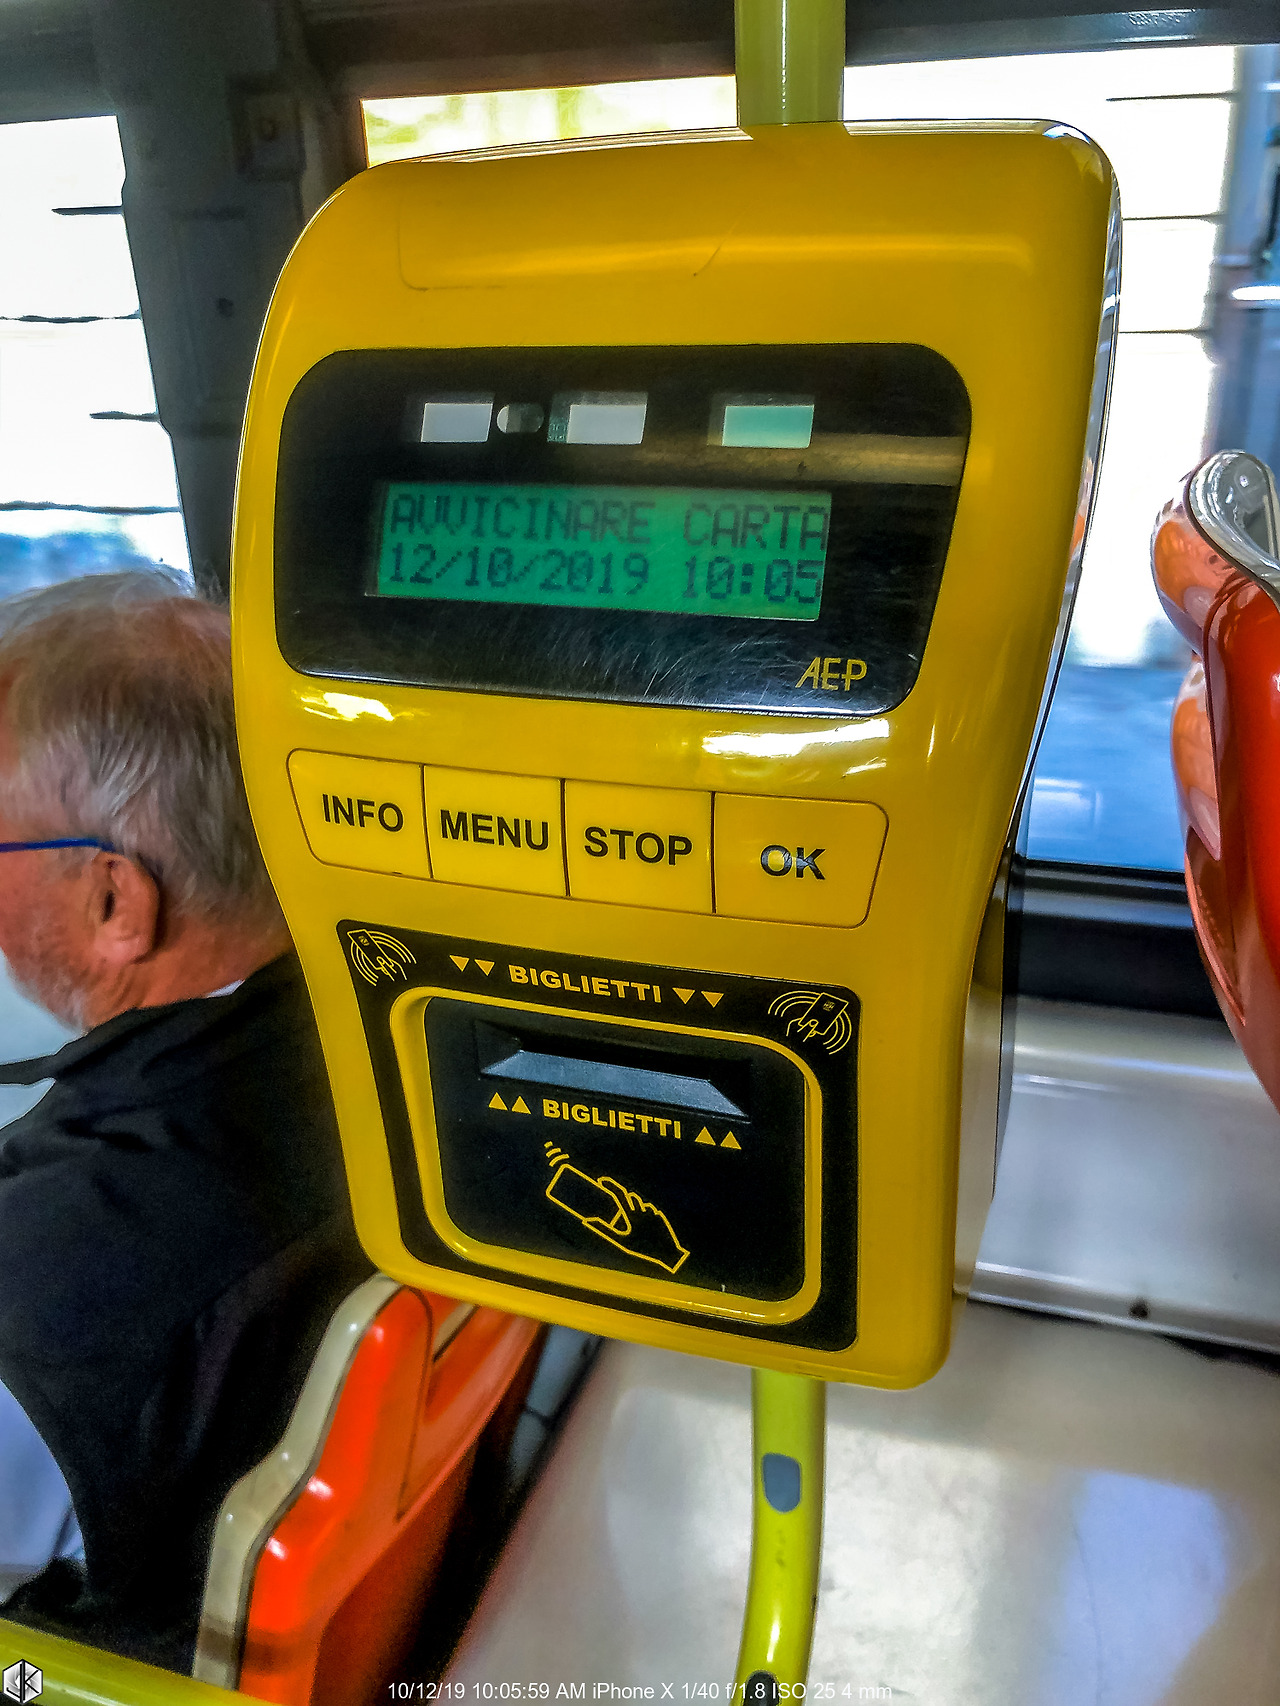 AVVICINARE CARTA
12/10/2019 10:05
AEP
INFO MENU STOP OK
▼▼ BIGLIETTI ▼▼
▲▲ BIGLIETTI ▲▲
10/12/19 10:05:59 AM iPhone X 1/40 f/1.8 ISO 25 4 mm